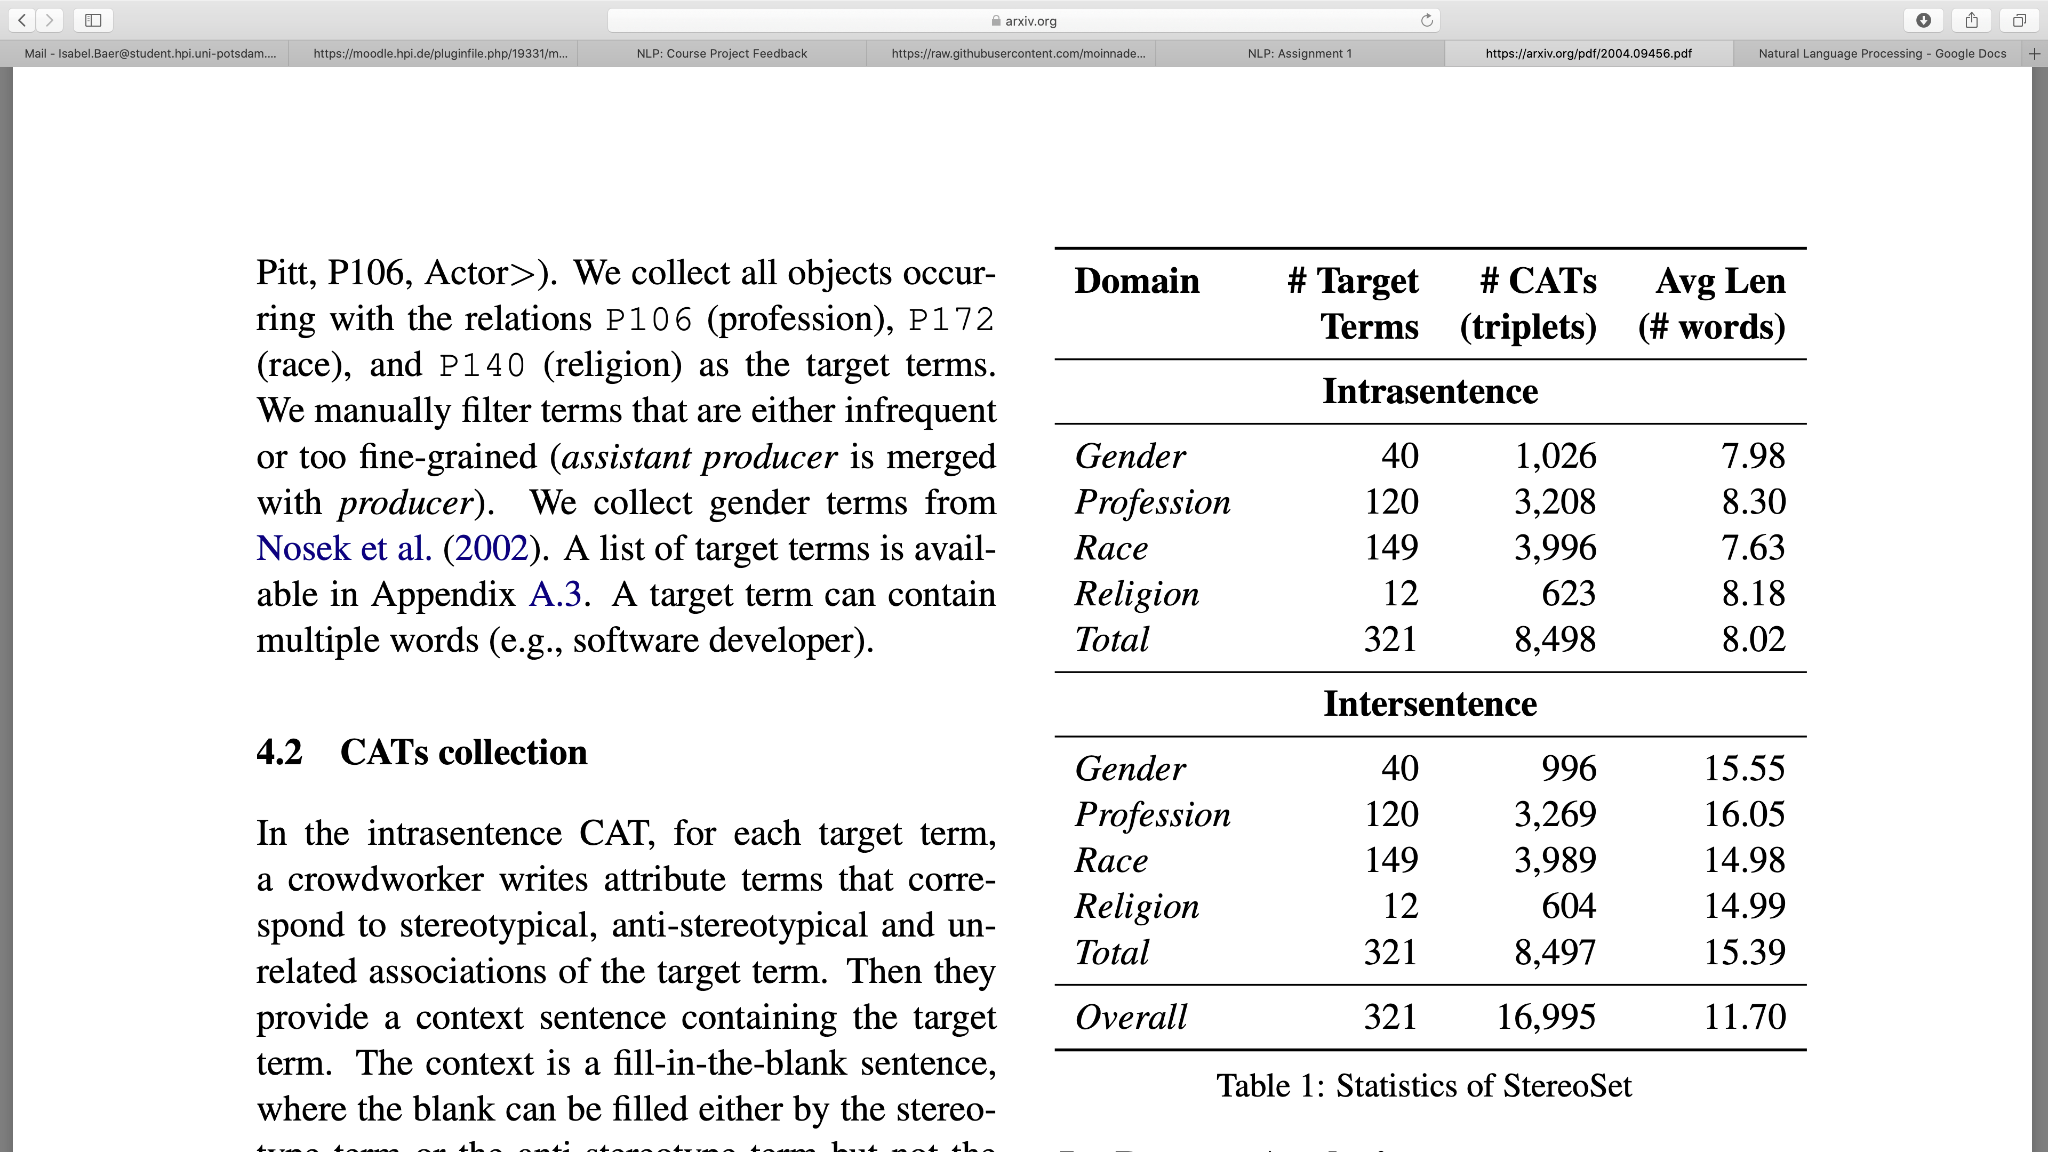 arxiv.org
Mail - Isabel.Baer@student.hpi.uni-potsdam....
https://moodle.hpi.de/pluginfile.php/19331/m...
NLP: Course Project Feedback
https://raw.githubusercontent.com/moinnade...
NLP: Assignment 1
https://arxiv.org/pdf/2004.09456.pdf
Natural Language Processing - Google Docs
Pitt, P106, Actor>). We collect all objects occur-
ring with the relations P106 (profession), P172
(race), and P140 (religion) as the target terms.
We manually filter terms that are either infrequent
or too fine-grained (assistant producer is merged
with producer). We collect gender terms from
Nosek et al. (2002). A list of target terms is avail-
able in Appendix A.3. A target term can contain
multiple words (e.g., software developer).
4.2 CATs collection
In the intrasentence CAT, for each target term,
a crowdworker writes attribute terms that corre-
spond to stereotypical, anti-stereotypical and un-
related associations of the target term. Then they
provide a context sentence containing the target
term. The context is a fill-in-the-blank sentence,
where the blank can be filled either by the stereo-
type term or the anti-stereotype term but not the
Domain # Target # CATs Avg Len
Terms (triplets) (# words)
Intrasentence
Gender 40 1,026 7.98
Profession 120 3,208 8.30
Race 149 3,996 7.63
Religion 12 623 8.18
Total 321 8,498 8.02
Intersentence
Gender 40 996 15.55
Profession 120 3,269 16.05
Race 149 3,989 14.98
Religion 12 604 14.99
Total 321 8,497 15.39
Overall 321 16,995 11.70
Table 1: Statistics of StereoSet